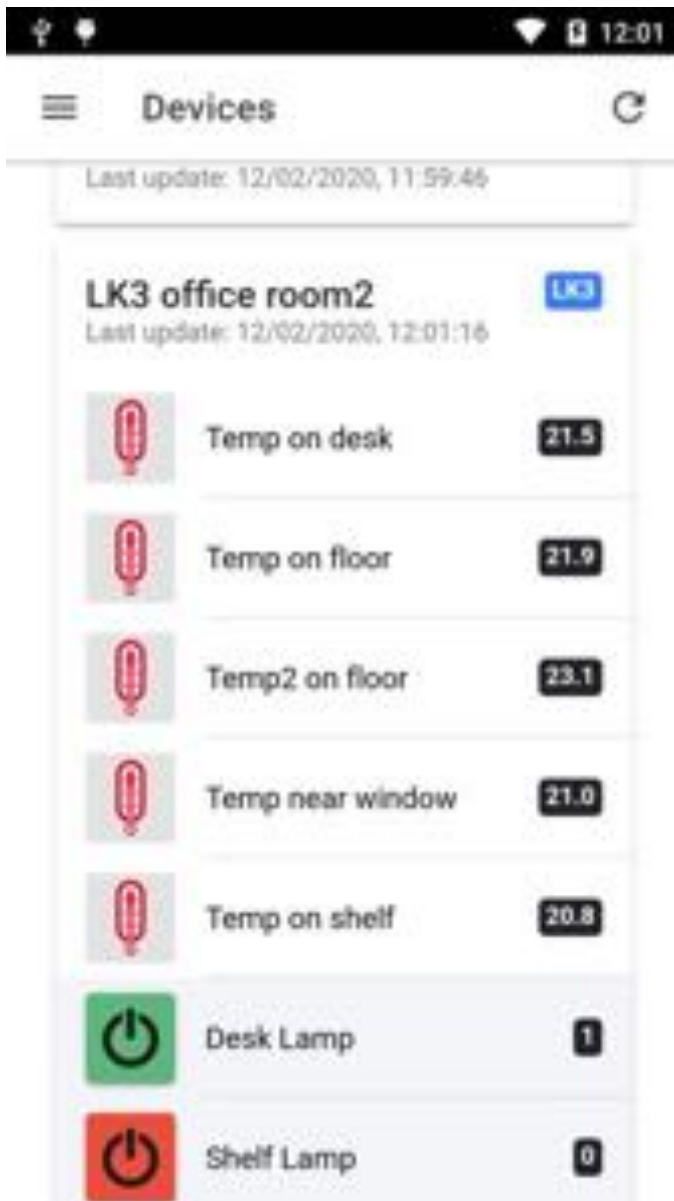 12:01
Devices
Last update: 12/02/2020, 11:59:46
LK3 office room2 LK3
Last update: 12/02/2020, 12:01:16
Temp on desk 21.5
Temp on floor 21.9
Temp2 on floor 23.1
Temp near window 21.0
Temp on shelf 20.8
Desk Lamp 1
Shelf Lamp 0